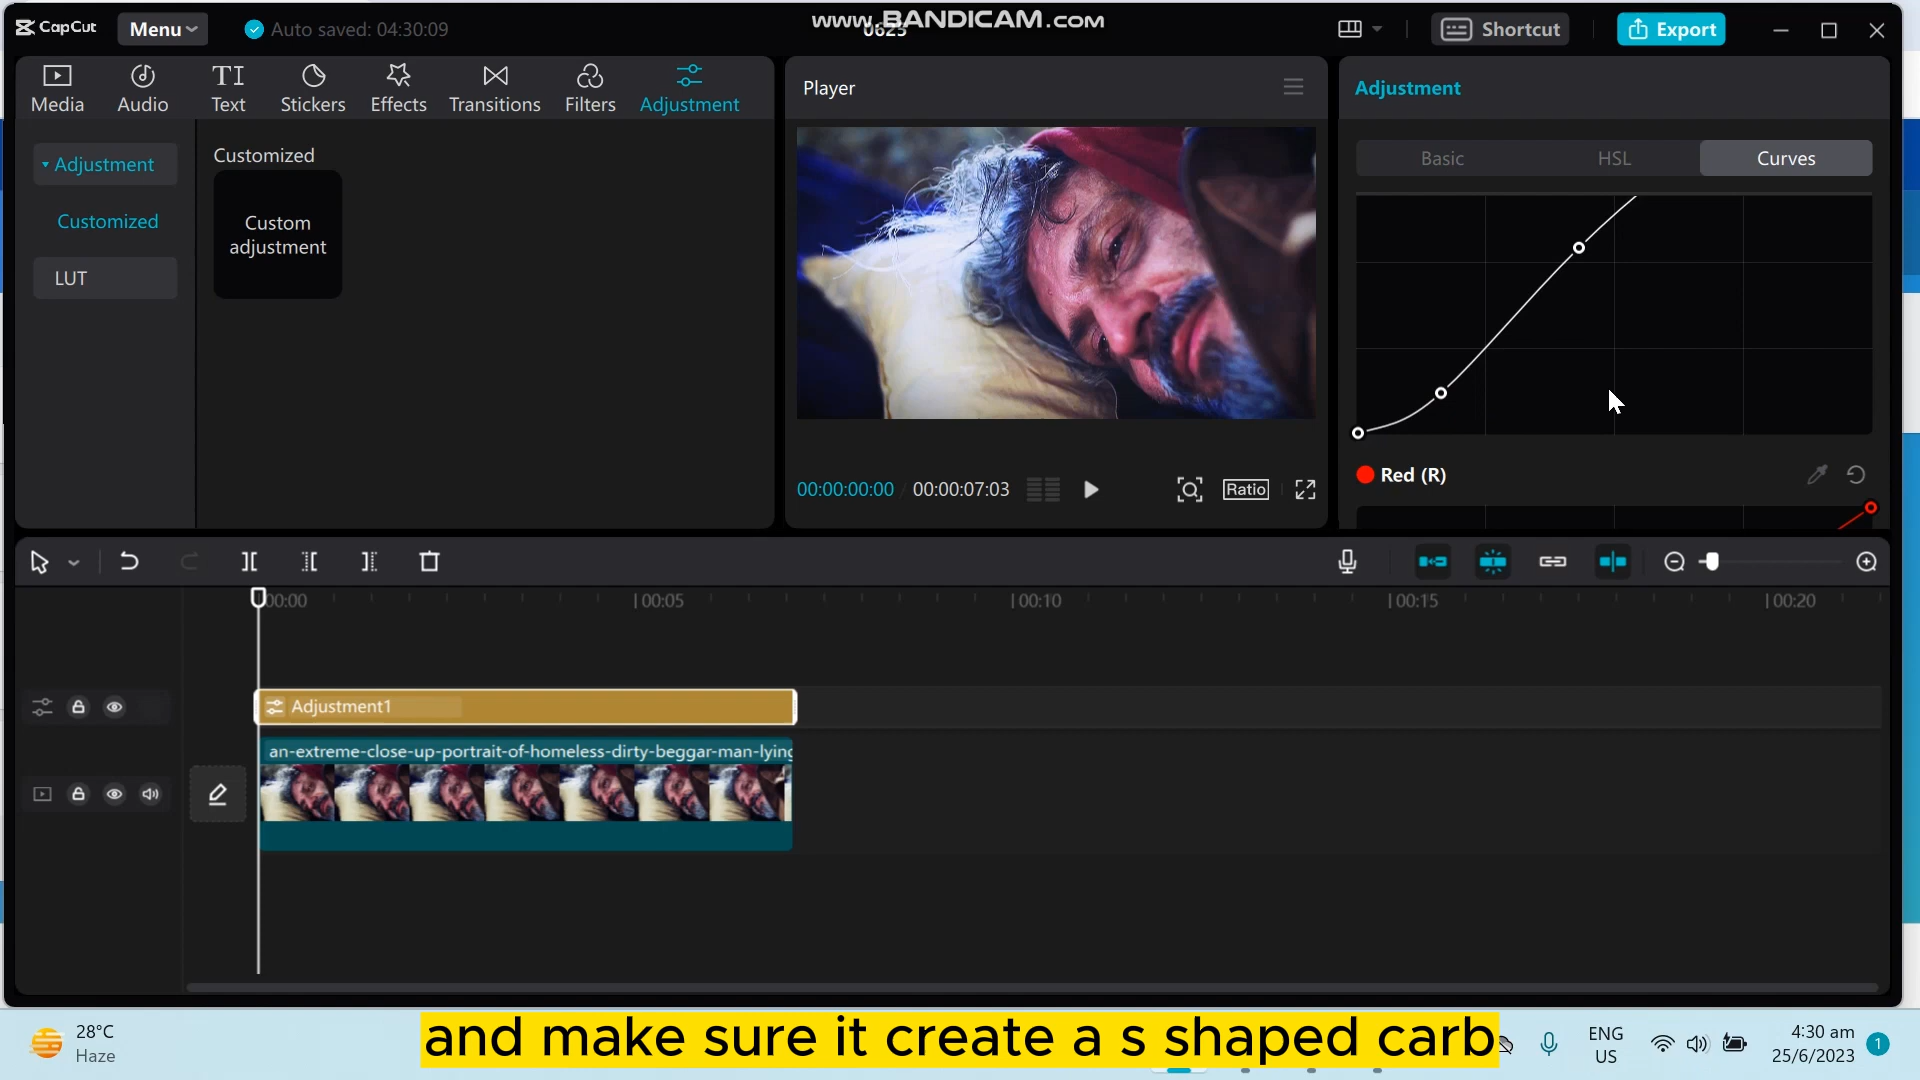 CapCut
Menu
Auto saved: 04:30:09
www.BANDICAM.com
0625
Shortcut
Export
Media
Audio
Text
Stickers
Effects
Transitions
Filters
Adjustment
Player
Adjustment
Adjustment
Customized
LUT
Customized
Custom
adjustment
Basic
HSL
Curves
Red (R)
00:00:00:00 / 00:00:07:03
Ratio
00:00
00:05
00:10
00:15
00:20
Adjustment1
an-extreme-close-up-portrait-of-homeless-dirty-beggar-man-lying
and make sure it create a s shaped carb
28°C
Haze
ENG
US
4:30 am
25/6/2023
1